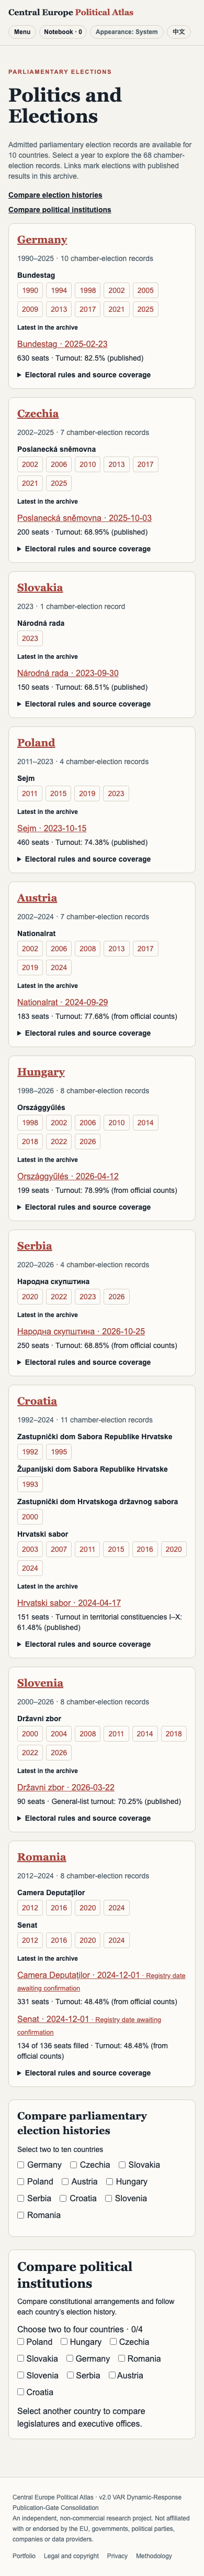 Central Europe Political Atlas
Menu
Notebook · 0
Appearance: System
中文
PARLIAMENTARY ELECTIONS
Politics and
Elections
Admitted parliamentary election records are available for
10 countries. Select a year to explore the 68 chamber-
election records. Links mark elections with published
results in this archive.
Compare election histories
Compare political institutions
Germany
1990–2025 · 10 chamber-election records
Bundestag
1990 1994 1998 2002 2005
2009 2013 2017 2021 2025
Latest in the archive
Bundestag · 2025-02-23
630 seats · Turnout: 82.5% (published)
▶ Electoral rules and source coverage
Czechia
2002–2025 · 7 chamber-election records
Poslanecká sněmovna
2002 2006 2010 2013 2017
2021 2025
Latest in the archive
Poslanecká sněmovna · 2025-10-03
200 seats · Turnout: 68.95% (published)
▶ Electoral rules and source coverage
Slovakia
2023 · 1 chamber-election record
Národná rada
2023
Latest in the archive
Národná rada · 2023-09-30
150 seats · Turnout: 68.51% (published)
▶ Electoral rules and source coverage
Poland
2011–2023 · 4 chamber-election records
Sejm
2011 2015 2019 2023
Latest in the archive
Sejm · 2023-10-15
460 seats · Turnout: 74.38% (published)
▶ Electoral rules and source coverage
Austria
2002–2024 · 7 chamber-election records
Nationalrat
2002 2006 2008 2013 2017
2019 2024
Latest in the archive
Nationalrat · 2024-09-29
183 seats · Turnout: 77.68% (from official counts)
▶ Electoral rules and source coverage
Hungary
1998–2026 · 8 chamber-election records
Országgyűlés
1998 2002 2006 2010 2014
2018 2022 2026
Latest in the archive
Országgyűlés · 2026-04-12
199 seats · Turnout: 78.99% (from official counts)
▶ Electoral rules and source coverage
Serbia
2020–2026 · 4 chamber-election records
Народна скупштина
2020 2022 2023 2026
Latest in the archive
Народна скупштина · 2026-10-25
250 seats · Turnout: 68.85% (from official counts)
▶ Electoral rules and source coverage
Croatia
1992–2024 · 11 chamber-election records
Zastupnički dom Sabora Republike Hrvatske
1992 1995
Županijski dom Sabora Republike Hrvatske
1993
Zastupnički dom Hrvatskoga državnog sabora
2000
Hrvatski sabor
2003 2007 2011 2015 2016 2020
2024
Latest in the archive
Hrvatski sabor · 2024-04-17
151 seats · Turnout in territorial constituencies I–X:
61.48% (published)
▶ Electoral rules and source coverage
Slovenia
2000–2026 · 8 chamber-election records
Državni zbor
2000 2004 2008 2011 2014 2018
2022 2026
Latest in the archive
Državni zbor · 2026-03-22
90 seats · General-list turnout: 70.25% (published)
▶ Electoral rules and source coverage
Romania
2012–2024 · 8 chamber-election records
Camera Deputaților
2012 2016 2020 2024
Senat
2012 2016 2020 2024
Latest in the archive
Camera Deputaților · 2024-12-01 · Registry date
awaiting confirmation
331 seats · Turnout: 48.48% (from official counts)
Senat · 2024-12-01 · Registry date awaiting
confirmation
134 of 136 seats filled · Turnout: 48.48% (from
official counts)
▶ Electoral rules and source coverage
Compare parliamentary
election histories
Select two to ten countries
Germany Czechia Slovakia
Poland Austria Hungary
Serbia Croatia Slovenia
Romania
Compare political
institutions
Compare constitutional arrangements and follow
each country's election history.
Choose two to four countries · 0/4
Poland Hungary Czechia
Slovakia Germany Romania
Slovenia Serbia Austria
Croatia
Select another country to compare
legislatures and executive offices.
Central Europe Political Atlas · v2.0 VAR Dynamic-Response
Publication-Gate Consolidation
An independent, non-commercial research project. Not affiliated
with or endorsed by the EU, governments, political parties,
companies or data providers.
Portfolio Legal and copyright Privacy Methodology